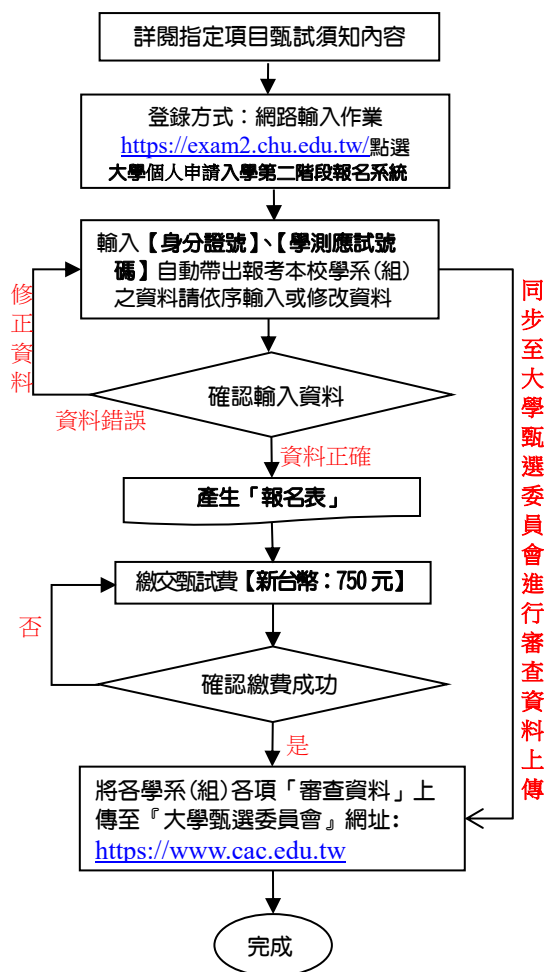 詳閱指定項目甄試須知內容
登錄方式：網路輸入作業
https://exam2.chu.edu.tw/點選
大學個人申請入學第二階段報名系統
輸入【身分證號】、【學測應試號
碼】自動帶出報考本校學系(組)
之資料請依序輸入或修改資料
修正資料
同步至大學甄選委員會進行審查資料上傳
確認輸入資料
資料錯誤
資料正確
產生「報名表」
繳交甄試費【新台幣：750 元】
否
確認繳費成功
是
將各學系(組)各項「審查資料」上
傳至『大學甄選委員會』網址:
https://www.cac.edu.tw
完成